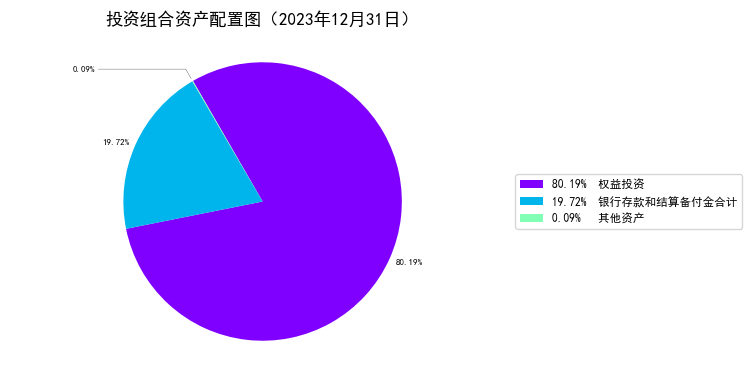 投资组合资产配置图（2023年12月31日）
0.09%
19.72%
80.19%
80.19% 权益投资
19.72% 银行存款和结算备付金合计
0.09% 其他资产